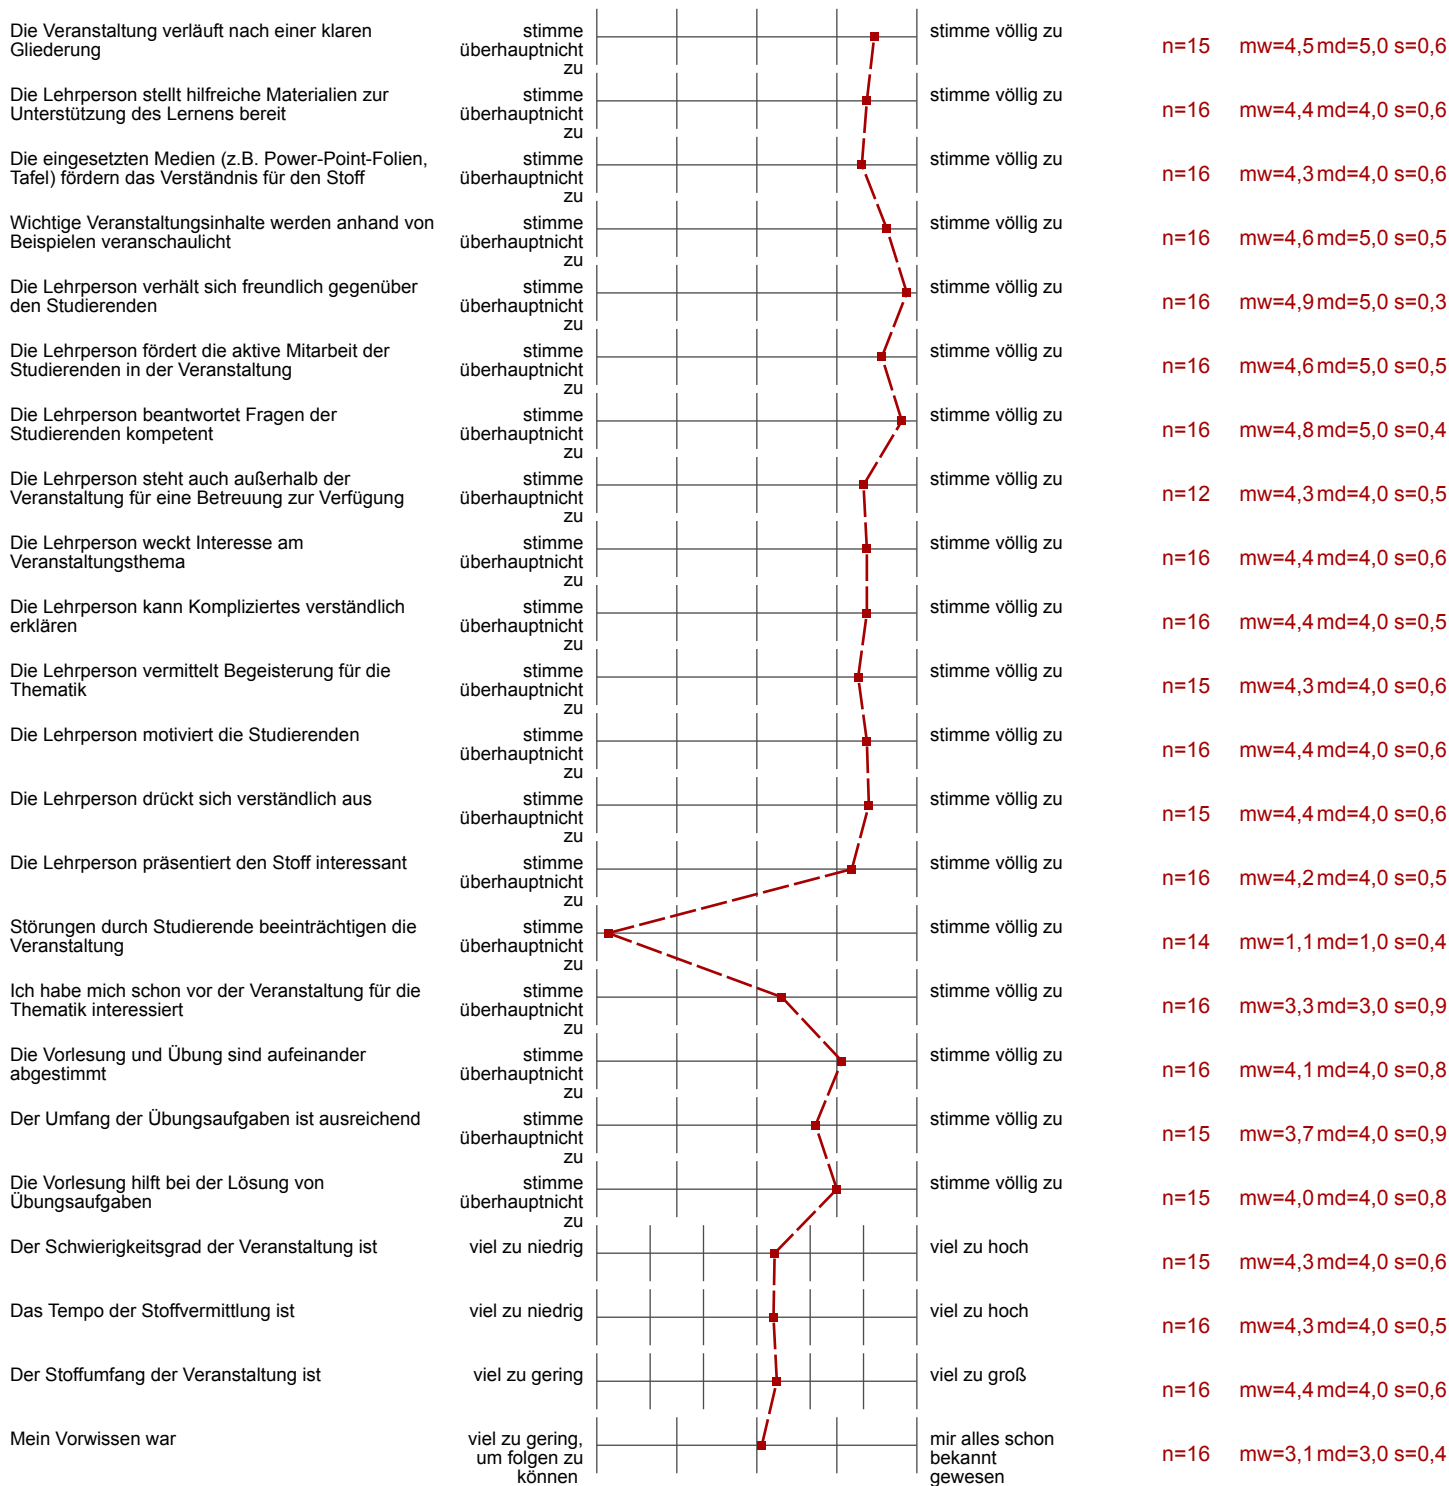 Die Veranstaltung verläuft nach einer klaren
Gliederung
stimme
überhauptnicht
zu
stimme völlig zu
n=15 mw=4,5 md=5,0 s=0,6
Die Lehrperson stellt hilfreiche Materialien zur
Unterstützung des Lernens bereit
stimme
überhauptnicht
zu
stimme völlig zu
n=16 mw=4,4 md=4,0 s=0,6
Die eingesetzten Medien (z.B. Power-Point-Folien,
Tafel) fördern das Verständnis für den Stoff
stimme
überhauptnicht
zu
stimme völlig zu
n=16 mw=4,3 md=4,0 s=0,6
Wichtige Veranstaltungsinhalte werden anhand von
Beispielen veranschaulicht
stimme
überhauptnicht
zu
stimme völlig zu
n=16 mw=4,6 md=5,0 s=0,5
Die Lehrperson verhält sich freundlich gegenüber
den Studierenden
stimme
überhauptnicht
zu
stimme völlig zu
n=16 mw=4,9 md=5,0 s=0,3
Die Lehrperson fördert die aktive Mitarbeit der
Studierenden in der Veranstaltung
stimme
überhauptnicht
zu
stimme völlig zu
n=16 mw=4,6 md=5,0 s=0,5
Die Lehrperson beantwortet Fragen der
Studierenden kompetent
stimme
überhauptnicht
zu
stimme völlig zu
n=16 mw=4,8 md=5,0 s=0,4
Die Lehrperson steht auch außerhalb der
Veranstaltung für eine Betreuung zur Verfügung
stimme
überhauptnicht
zu
stimme völlig zu
n=12 mw=4,3 md=4,0 s=0,5
Die Lehrperson weckt Interesse am
Veranstaltungsthema
stimme
überhauptnicht
zu
stimme völlig zu
n=16 mw=4,4 md=4,0 s=0,6
Die Lehrperson kann Kompliziertes verständlich
erklären
stimme
überhauptnicht
zu
stimme völlig zu
n=16 mw=4,4 md=4,0 s=0,5
Die Lehrperson vermittelt Begeisterung für die
Thematik
stimme
überhauptnicht
zu
stimme völlig zu
n=15 mw=4,3 md=4,0 s=0,6
Die Lehrperson motiviert die Studierenden
stimme
überhauptnicht
zu
stimme völlig zu
n=16 mw=4,4 md=4,0 s=0,6
Die Lehrperson drückt sich verständlich aus
stimme
überhauptnicht
zu
stimme völlig zu
n=15 mw=4,4 md=4,0 s=0,6
Die Lehrperson präsentiert den Stoff interessant
stimme
überhauptnicht
zu
stimme völlig zu
n=16 mw=4,2 md=4,0 s=0,5
Störungen durch Studierende beeinträchtigen die
Veranstaltung
stimme
überhauptnicht
zu
stimme völlig zu
n=14 mw=1,1 md=1,0 s=0,4
Ich habe mich schon vor der Veranstaltung für die
Thematik interessiert
stimme
überhauptnicht
zu
stimme völlig zu
n=16 mw=3,3 md=3,0 s=0,9
Die Vorlesung und Übung sind aufeinander
abgestimmt
stimme
überhauptnicht
zu
stimme völlig zu
n=16 mw=4,1 md=4,0 s=0,8
Der Umfang der Übungsaufgaben ist ausreichend
stimme
überhauptnicht
zu
stimme völlig zu
n=15 mw=3,7 md=4,0 s=0,9
Die Vorlesung hilft bei der Lösung von
Übungsaufgaben
stimme
überhauptnicht
zu
stimme völlig zu
n=15 mw=4,0 md=4,0 s=0,8
Der Schwierigkeitsgrad der Veranstaltung ist
viel zu niedrig
viel zu hoch
n=15 mw=4,3 md=4,0 s=0,6
Das Tempo der Stoffvermittlung ist
viel zu niedrig
viel zu hoch
n=16 mw=4,3 md=4,0 s=0,5
Der Stoffumfang der Veranstaltung ist
viel zu gering
viel zu groß
n=16 mw=4,4 md=4,0 s=0,6
Mein Vorwissen war
viel zu gering,
um folgen zu
können
mir alles schon
bekannt
gewesen
n=16 mw=3,1 md=3,0 s=0,4